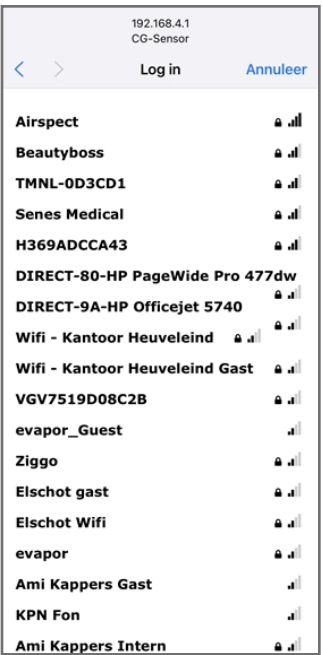 192.168.4.1
CG-Sensor
Log in
Annuleer
Airspect
Beautyboss
TMNL-0D3CD1
Senes Medical
H369ADCCA43
DIRECT-80-HP PageWide Pro 477dw
DIRECT-9A-HP Officejet 5740
Wifi - Kantoor Heuveleind
Wifi - Kantoor Heuveleind Gast
VGV7519D08C2B
evapor_Guest
Ziggo
Elschot gast
Elschot Wifi
evapor
Ami Kappers Gast
KPN Fon
Ami Kappers Intern